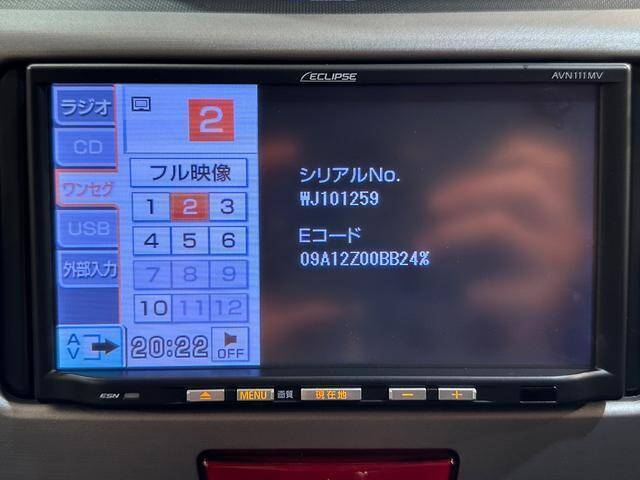 ECLIPSE
AVN111MV
ラジオ
CD
ワンセグ
USB
外部入力
AV
2
フル映像
1 2 3
4 5 6
7 8 9
10 11 12
20:22
OFF
シリアルNo.
WJ101259
Eコード
09A12Z00BB24%
ESN
MENU
画質
現在地
− +